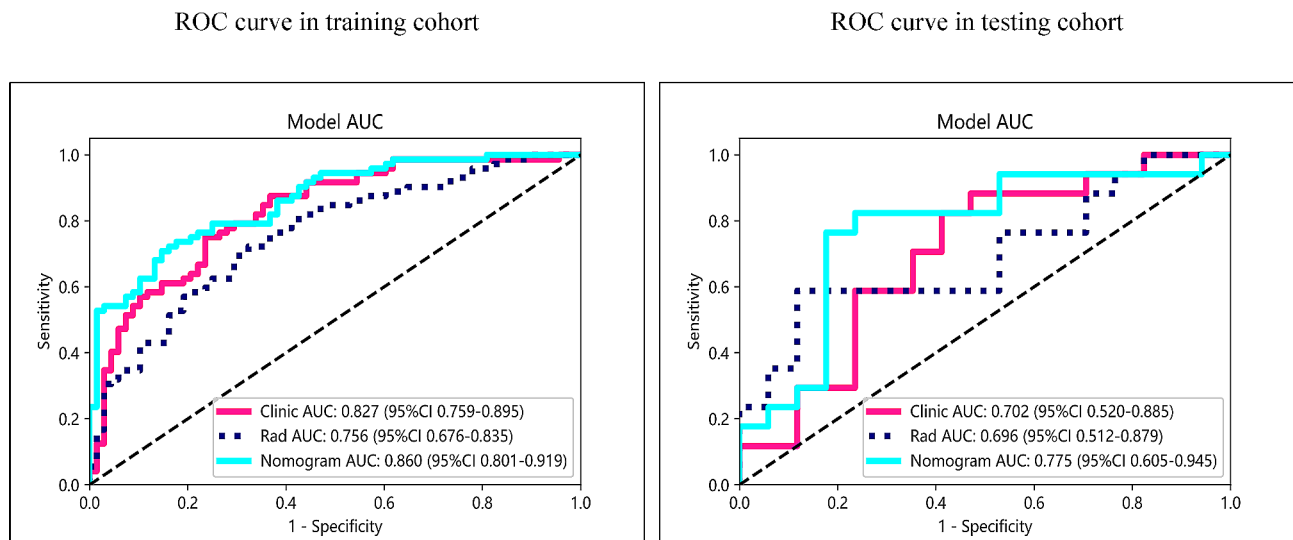 ROC curve in training cohort
ROC curve in testing cohort
Model AUC
1.0
0.8
0.6
0.4
0.2
0.0
Sensitivity
Clinic AUC: 0.827 (95%CI 0.759-0.895)
Rad AUC: 0.756 (95%CI 0.676-0.835)
Nomogram AUC: 0.860 (95%CI 0.801-0.919)
0.0 0.2 0.4 0.6 0.8 1.0
1 - Specificity
Model AUC
1.0
0.8
0.6
0.4
0.2
0.0
Sensitivity
Clinic AUC: 0.702 (95%CI 0.520-0.885)
Rad AUC: 0.696 (95%CI 0.512-0.879)
Nomogram AUC: 0.775 (95%CI 0.605-0.945)
0.0 0.2 0.4 0.6 0.8 1.0
1 - Specificity